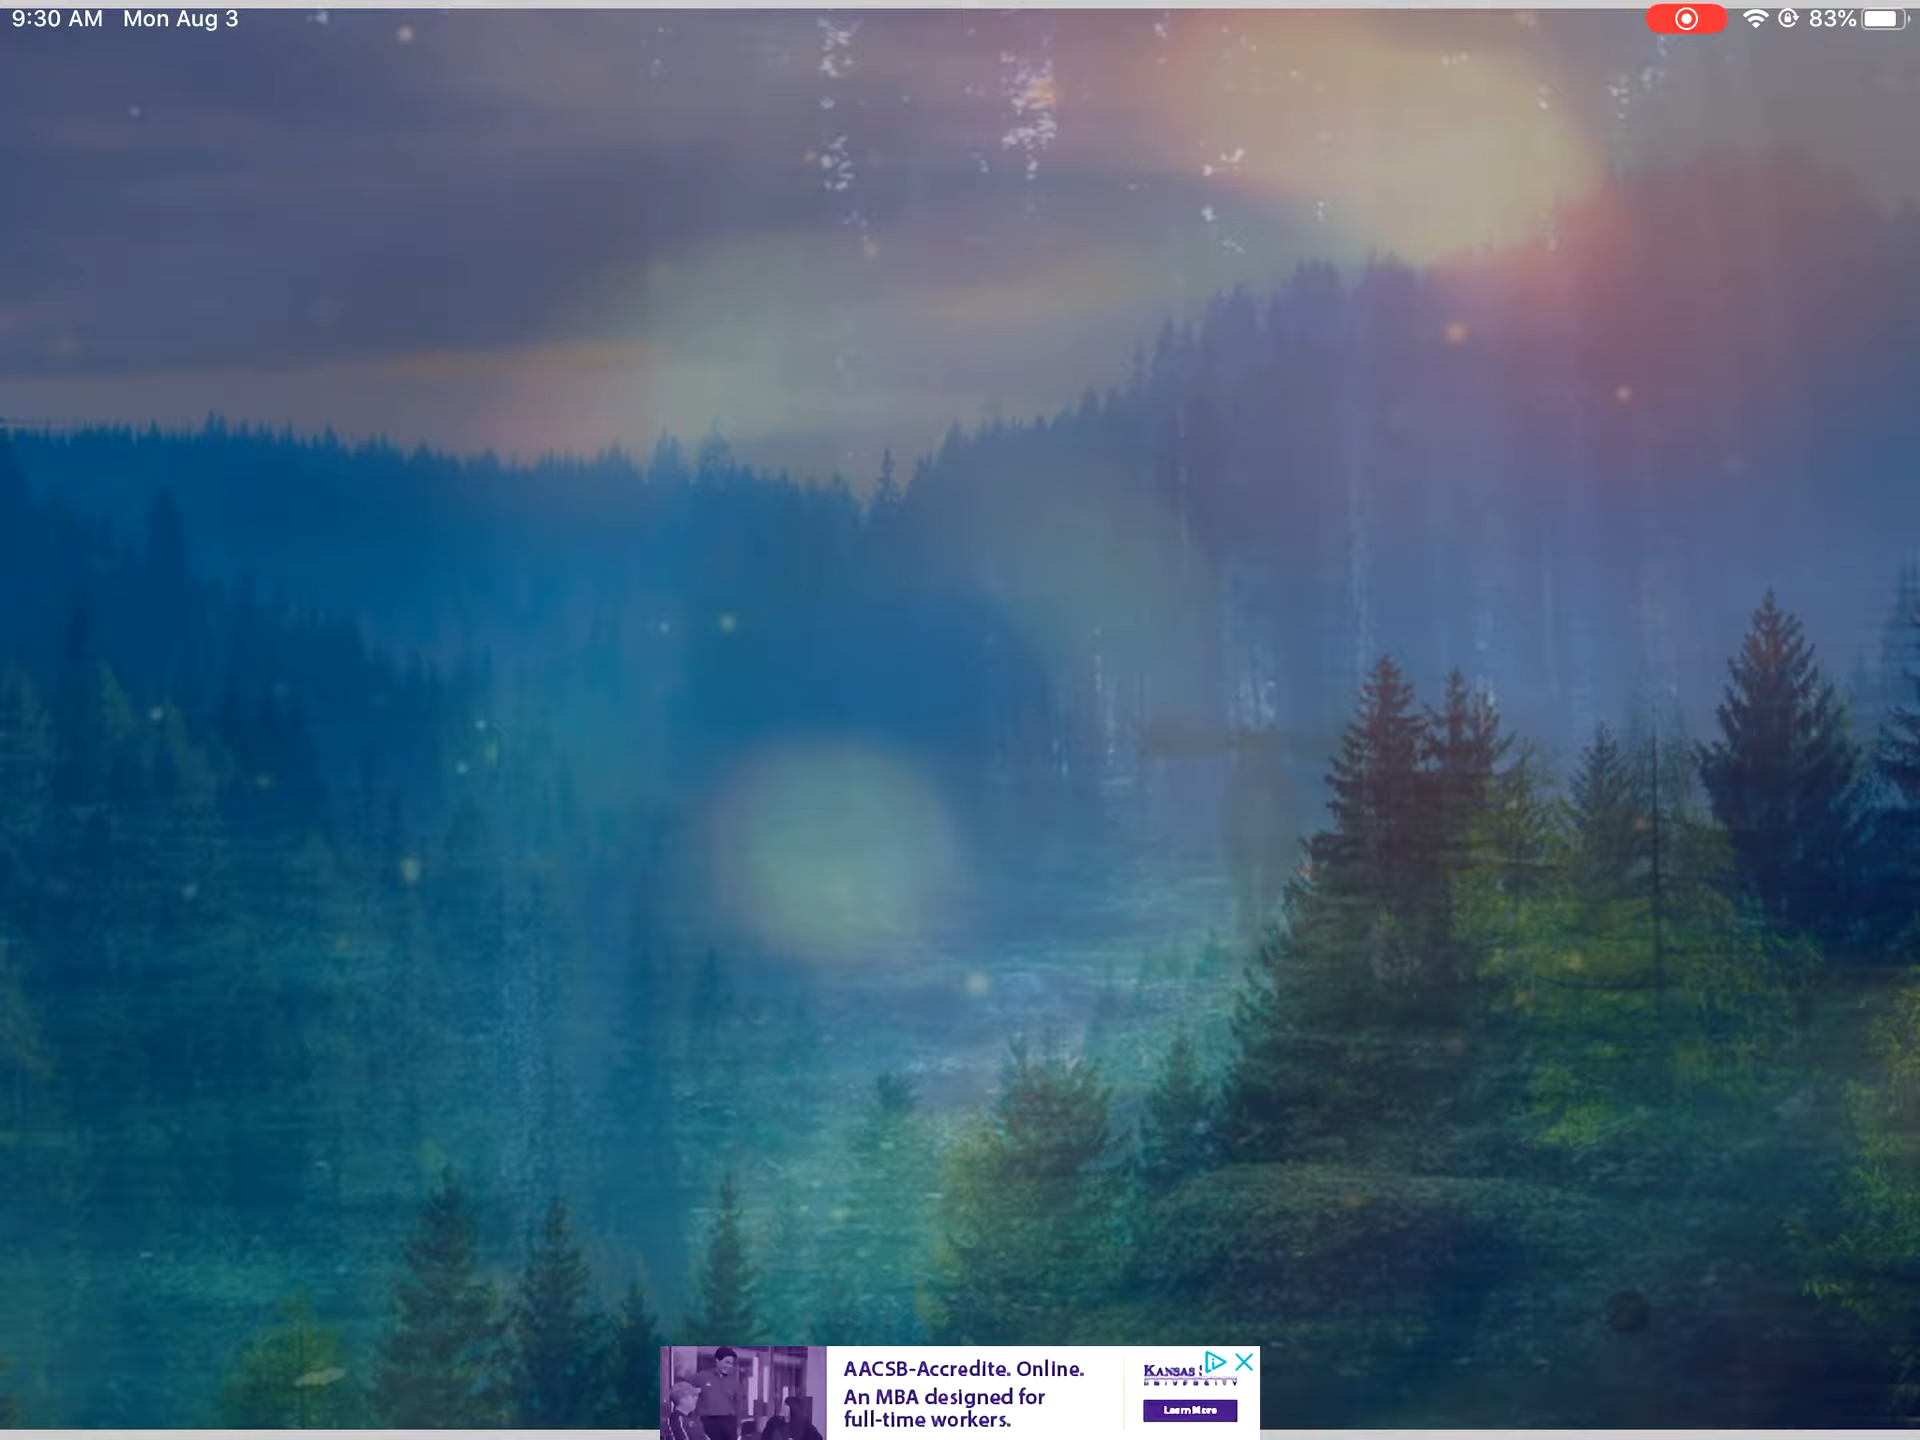 9:30 AM Mon Aug 3
83%
AACSB-Accredite. Online.
An MBA designed for
full-time workers.
KANSAS
UNIVERSITY
Learn More